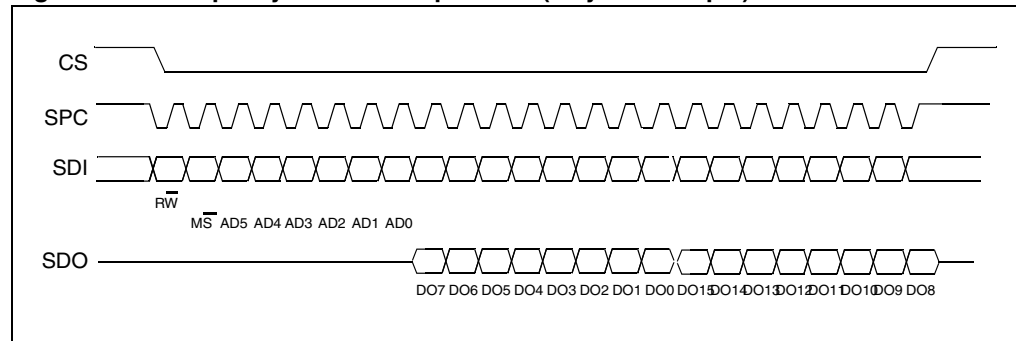 CS
SPC
SDI
RW
MS AD5 AD4 AD3 AD2 AD1 AD0
SDO
DO7 DO6 DO5 DO4 DO3 DO2 DO1 DO0 DO15 DO14 DO13 DO12 DO11 DO10 DO9 DO8